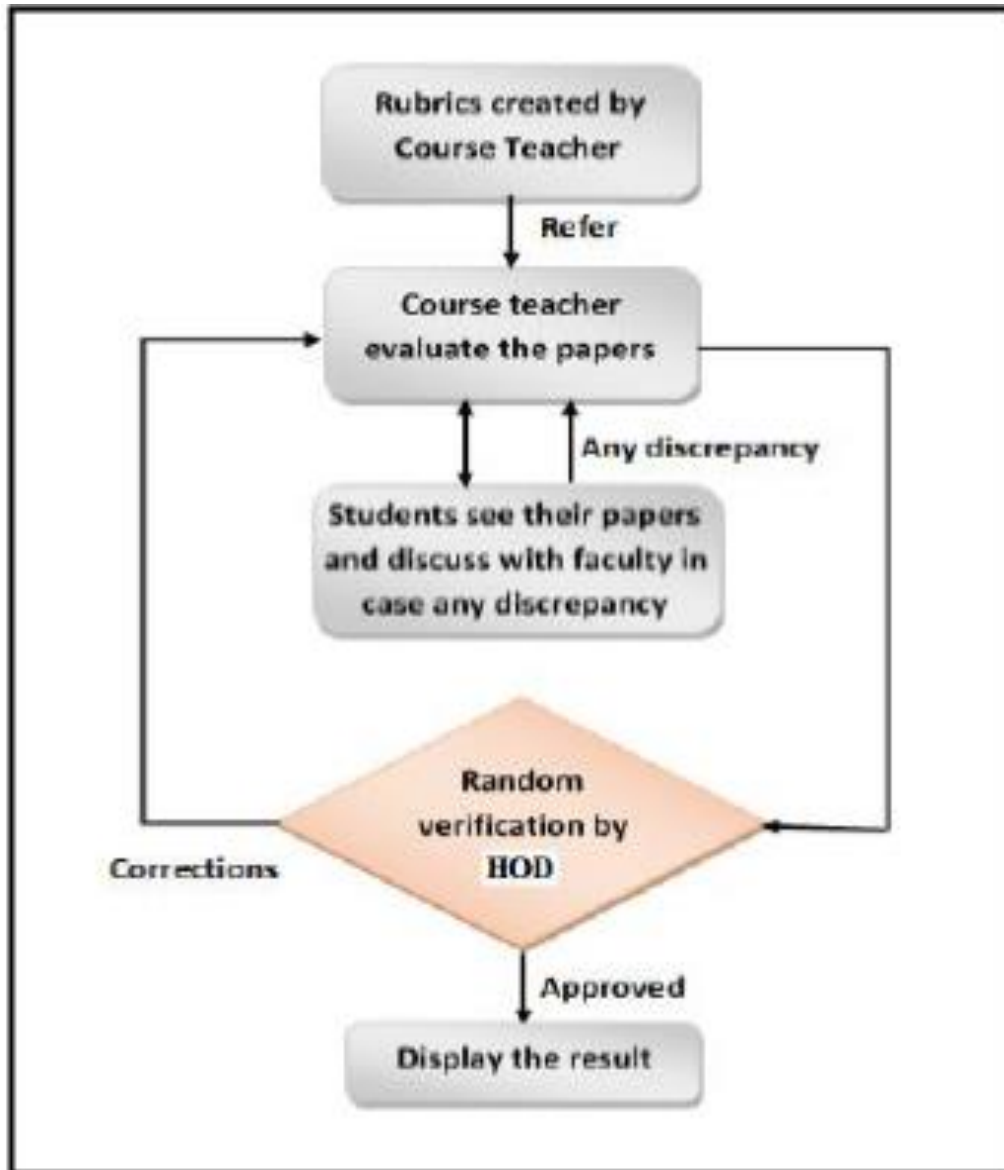 Rubrics created by
Course Teacher
Refer
Course teacher
evaluate the papers
Any discrepancy
Students see their papers
and discuss with faculty in
case any discrepancy
Random
verification by
HOD
Corrections
Approved
Display the result